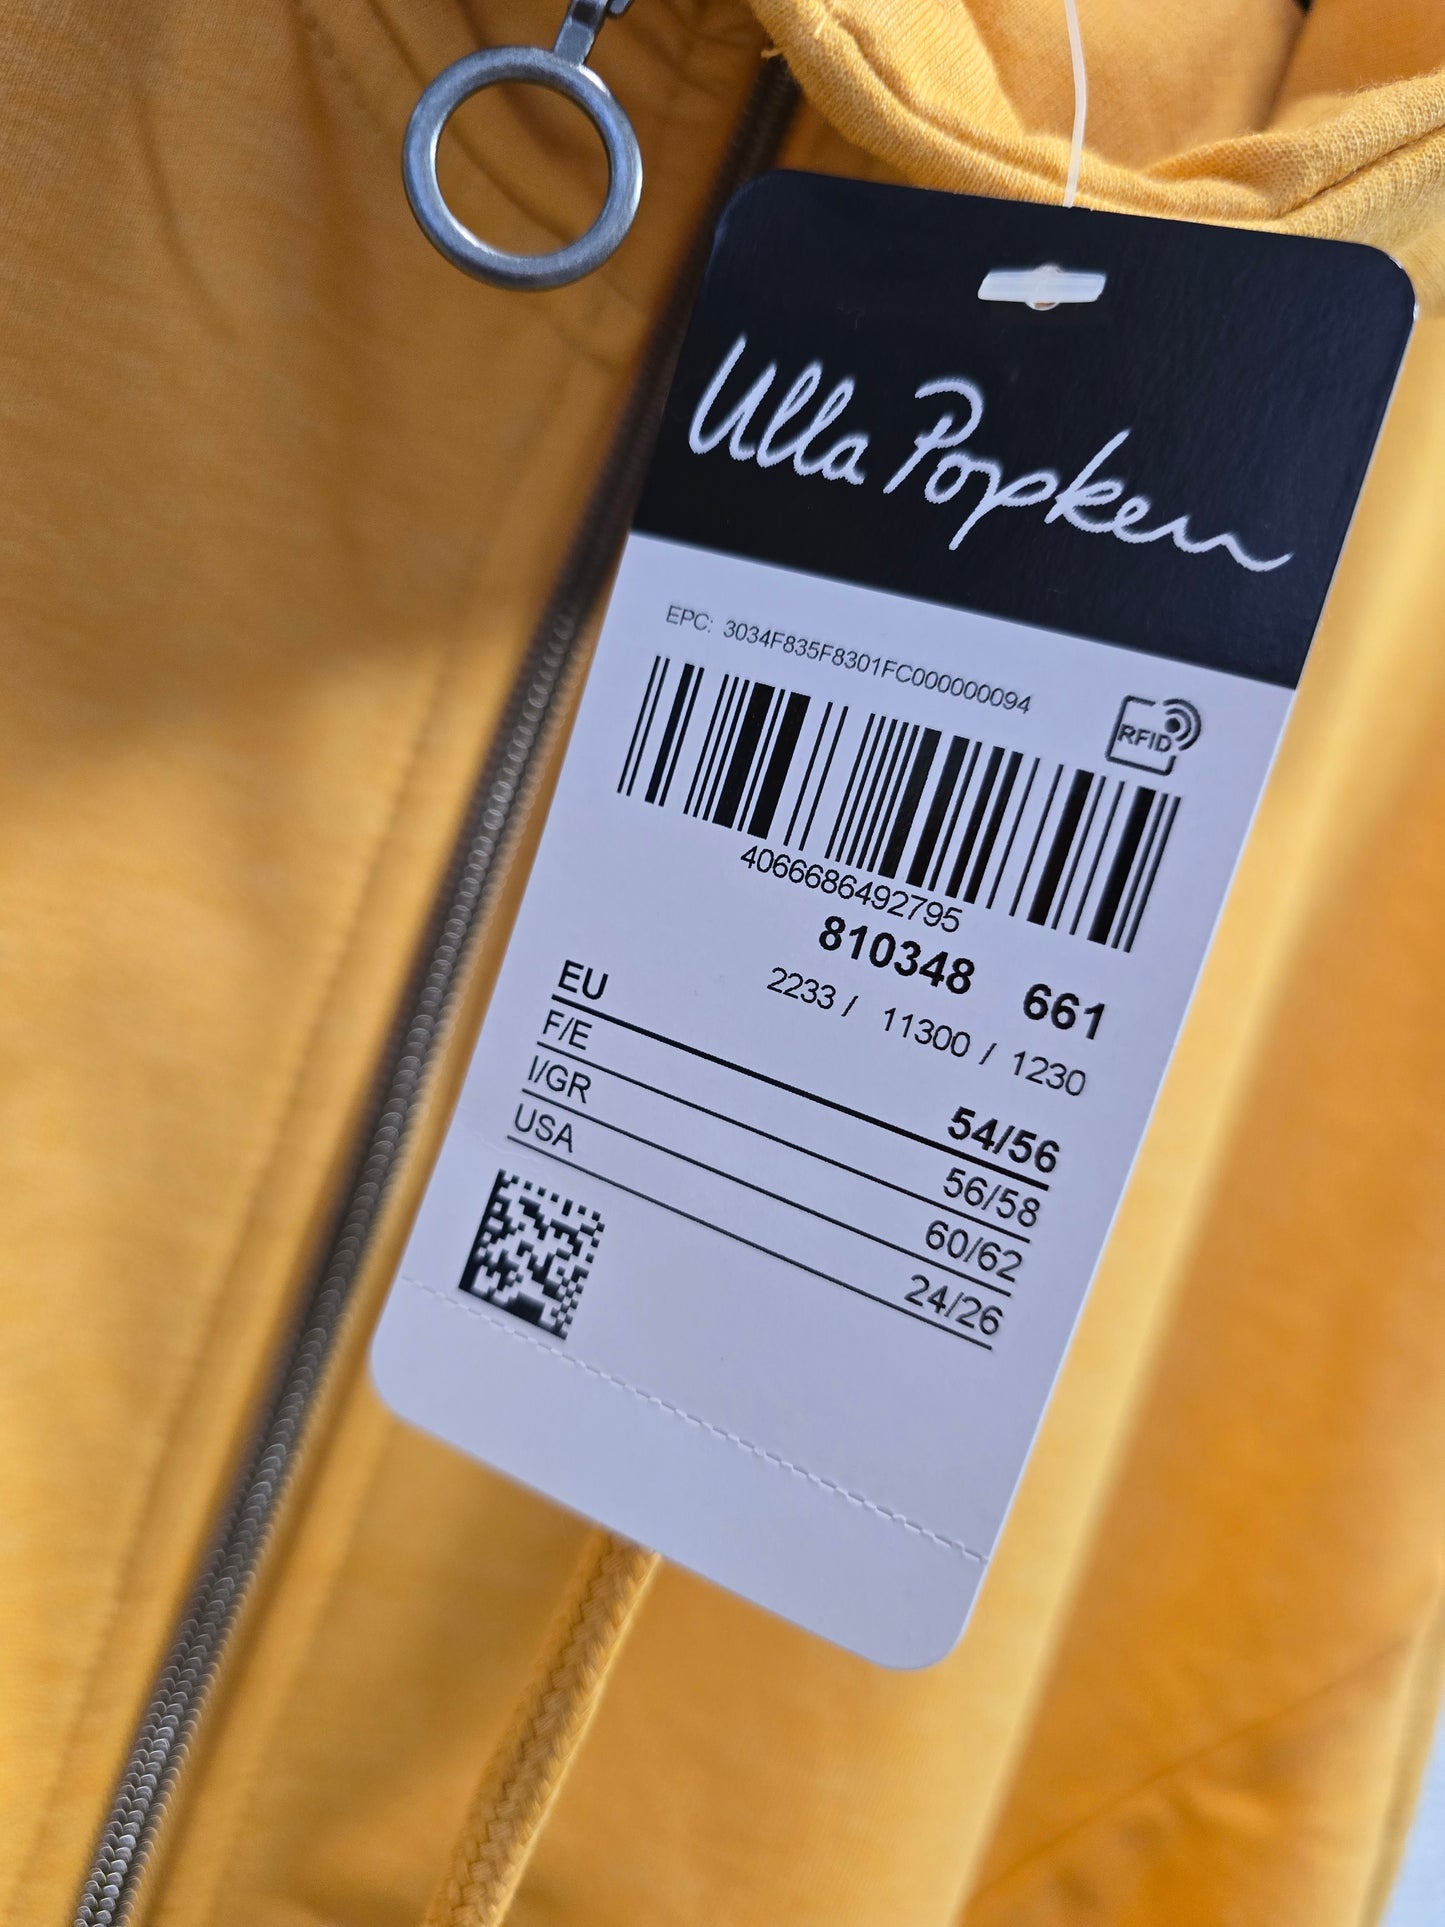 Ulla Popken
EPC: 3034F835F8301FC000000094
RFID
4066686492795
810348 661
2233 / 11300 / 1230
EU 54/56
F/E 56/58
I/GR 60/62
USA 24/26